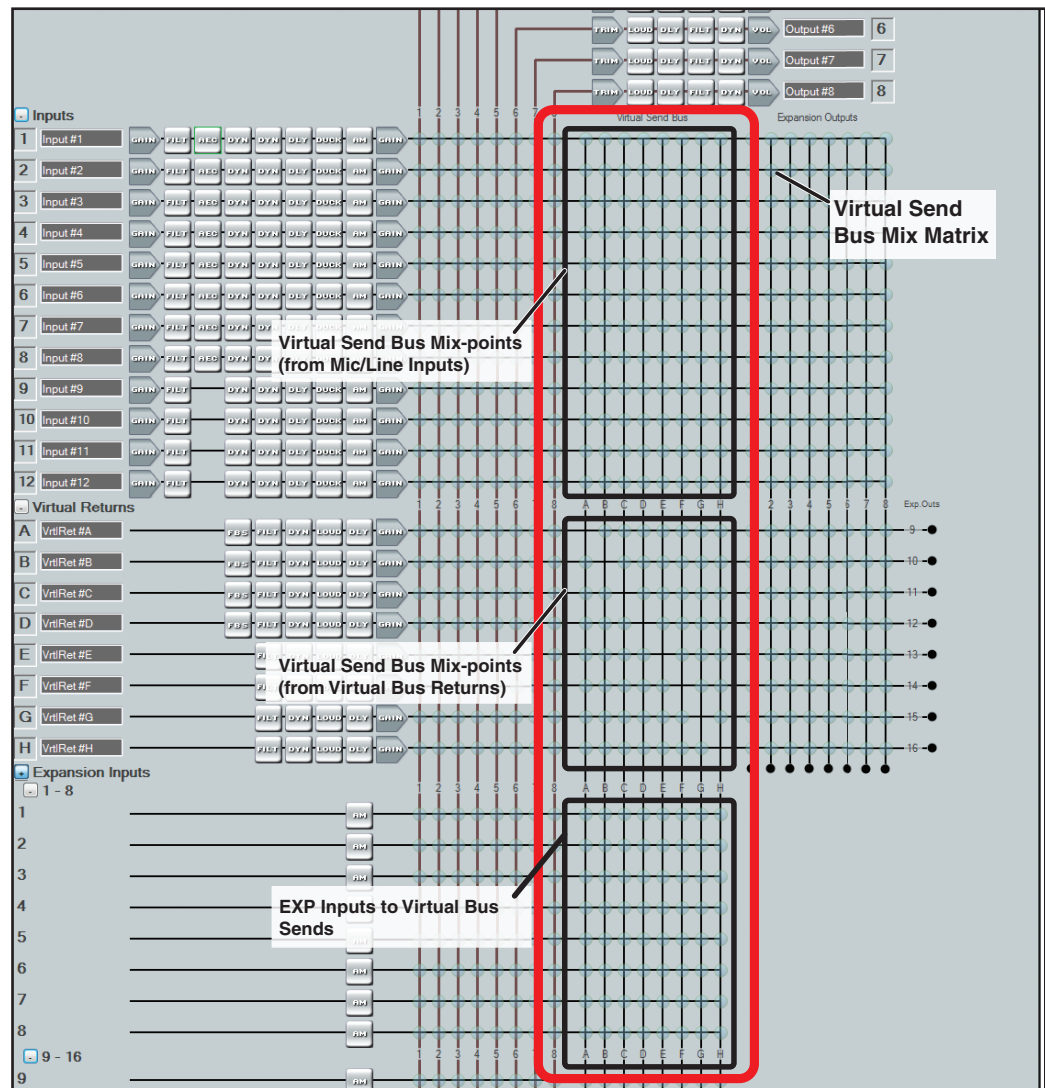 TRIM LOUD DLY FILT DYN VOL Output #6 6
TRIM LOUD DLY FILT DYN VOL Output #7 7
TRIM LOUD DLY FILT DYN VOL Output #8 8
- Inputs 1 2 3 4 5 6 7 8 Virtual Send Bus Expansion Outputs
1 Input #1 GAIN FILT AEC DYN DYN DLY DUCK AM GAIN
2 Input #2 GAIN FILT AEC DYN DYN DLY DUCK AM GAIN
3 Input #3 GAIN FILT AEC DYN DYN DLY DUCK AM GAIN
Virtual Send
Bus Mix Matrix
4 Input #4 GAIN FILT AEC DYN DYN DLY DUCK AM GAIN
5 Input #5 GAIN FILT AEC DYN DYN DLY DUCK AM GAIN
6 Input #6 GAIN FILT AEC DYN DYN DLY DUCK AM GAIN
7 Input #7 GAIN FILT AEC DYN DYN DLY DUCK AM GAIN
Virtual Send Bus Mix-points
(from Mic/Line Inputs)
8 Input #8 GAIN FILT AEC DYN
9 Input #9 GAIN FILT DYN DYN DLY DUCK AM GAIN
10 Input #10 GAIN FILT DYN DYN DLY DUCK AM GAIN
11 Input #11 GAIN FILT DYN DYN DLY DUCK AM GAIN
12 Input #12 GAIN FILT DYN DYN DLY DUCK AM GAIN
- Virtual Returns 1 2 3 4 5 6 7 8 A B C D E F G H 2 3 4 5 6 7 8 Exp.Outs
A VrtlRet #A FBS FILT DYN LOUD DLY GAIN 9
B VrtlRet #B FBS FILT DYN LOUD DLY GAIN 10
C VrtlRet #C FBS FILT DYN LOUD DLY GAIN 11
D VrtlRet #D FBS FILT DYN LOUD DLY GAIN 12
E VrtlRet #E 13
Virtual Send Bus Mix-points
(from Virtual Bus Returns)
F VrtlRet #F 14
G VrtlRet #G FILT DYN LOUD DLY GAIN 15
H VrtlRet #H FILT DYN LOUD DLY GAIN 16
+ Expansion Inputs
- 1 - 8 1 2 3 4 5 6 7 8 A B C D E F G H
1 AM
2 AM
3 AM
4
EXP Inputs to Virtual Bus
Sends
5 AM
6 AM
7 AM
8 AM
- 9 - 16 1 2 3 4 5 6 7 8 A B C D E F G H
9 AM